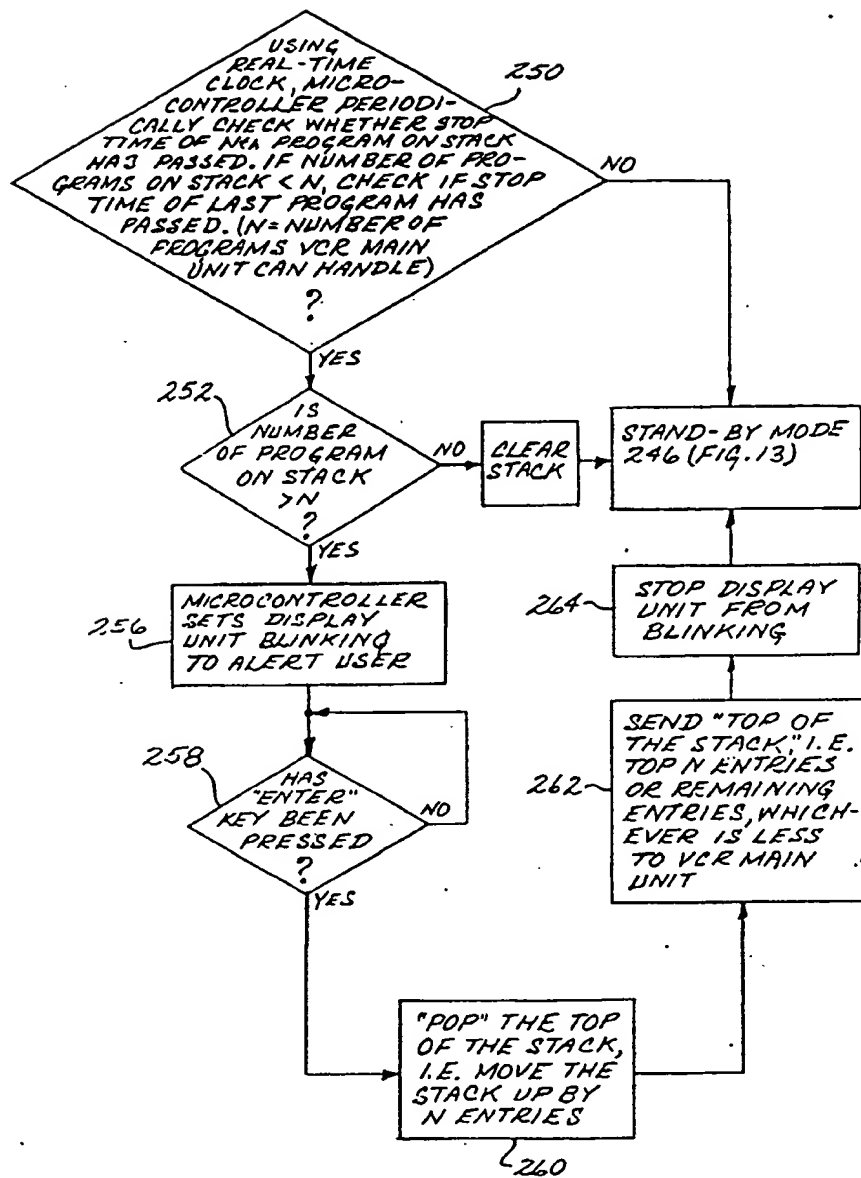 USING
REAL-TIME
CLOCK, MICRO-
CONTROLLER PERIODI-
CALLY CHECK WHETHER STOP
TIME OF Nth PROGRAM ON STACK
HAS PASSED. IF NUMBER OF PRO-
GRAMS ON STACK < N, CHECK IF STOP
TIME OF LAST PROGRAM HAS
PASSED. (N = NUMBER OF
PROGRAMS VCR MAIN
UNIT CAN HANDLE)
?
250
NO
YES
252
IS
NUMBER
OF PROGRAM
ON STACK
>N
?
NO
CLEAR
STACK
STAND-BY MODE
246 (FIG. 13)
YES
256
MICROCONTROLLER
SETS DISPLAY
UNIT BLINKING
TO ALERT USER
264
STOP DISPLAY
UNIT FROM
BLINKING
258
HAS
"ENTER"
KEY BEEN
PRESSED
?
NO
YES
262
SEND "TOP OF
THE STACK," I.E.
TOP N ENTRIES
OR REMAINING
ENTRIES, WHICH-
EVER IS LESS
TO VCR MAIN
UNIT
"POP" THE TOP
OF THE STACK,
I.E. MOVE THE
STACK UP BY
N ENTRIES
260